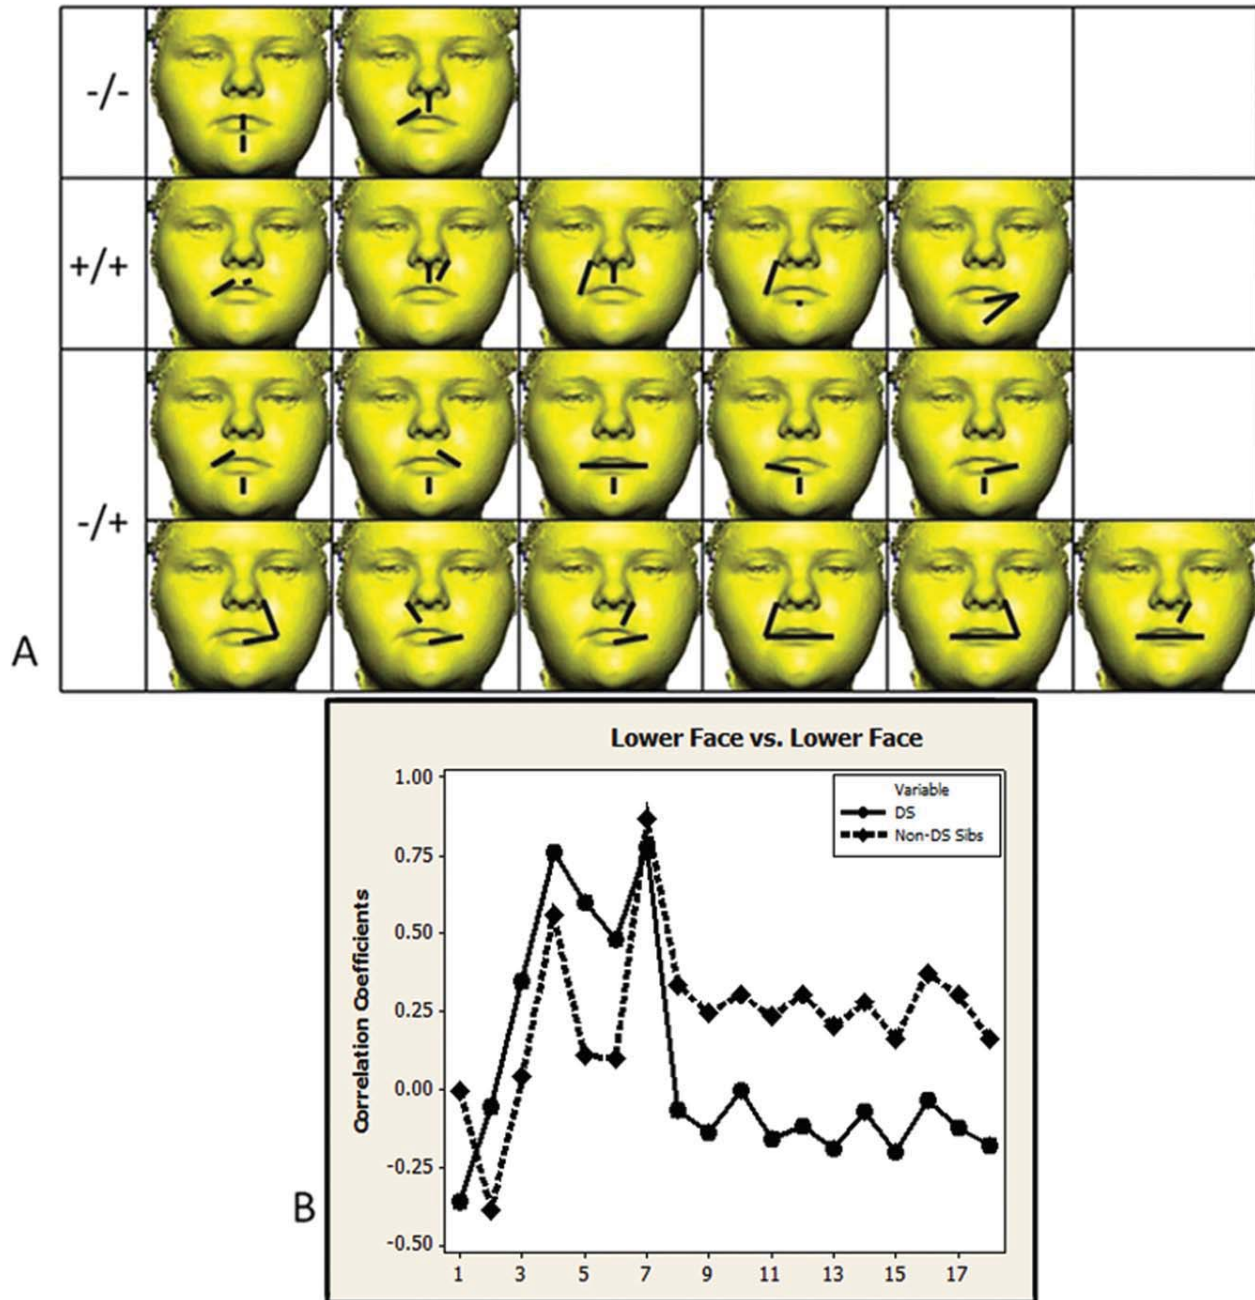 -/-
+/+
-/+
A
Lower Face vs. Lower Face
1.00
0.75
0.50
0.25
0.00
-0.25
-0.50
Correlation Coefficients
Variable
DS
Non-DS Sibs
B
1 3 5 7 9 11 13 15 17